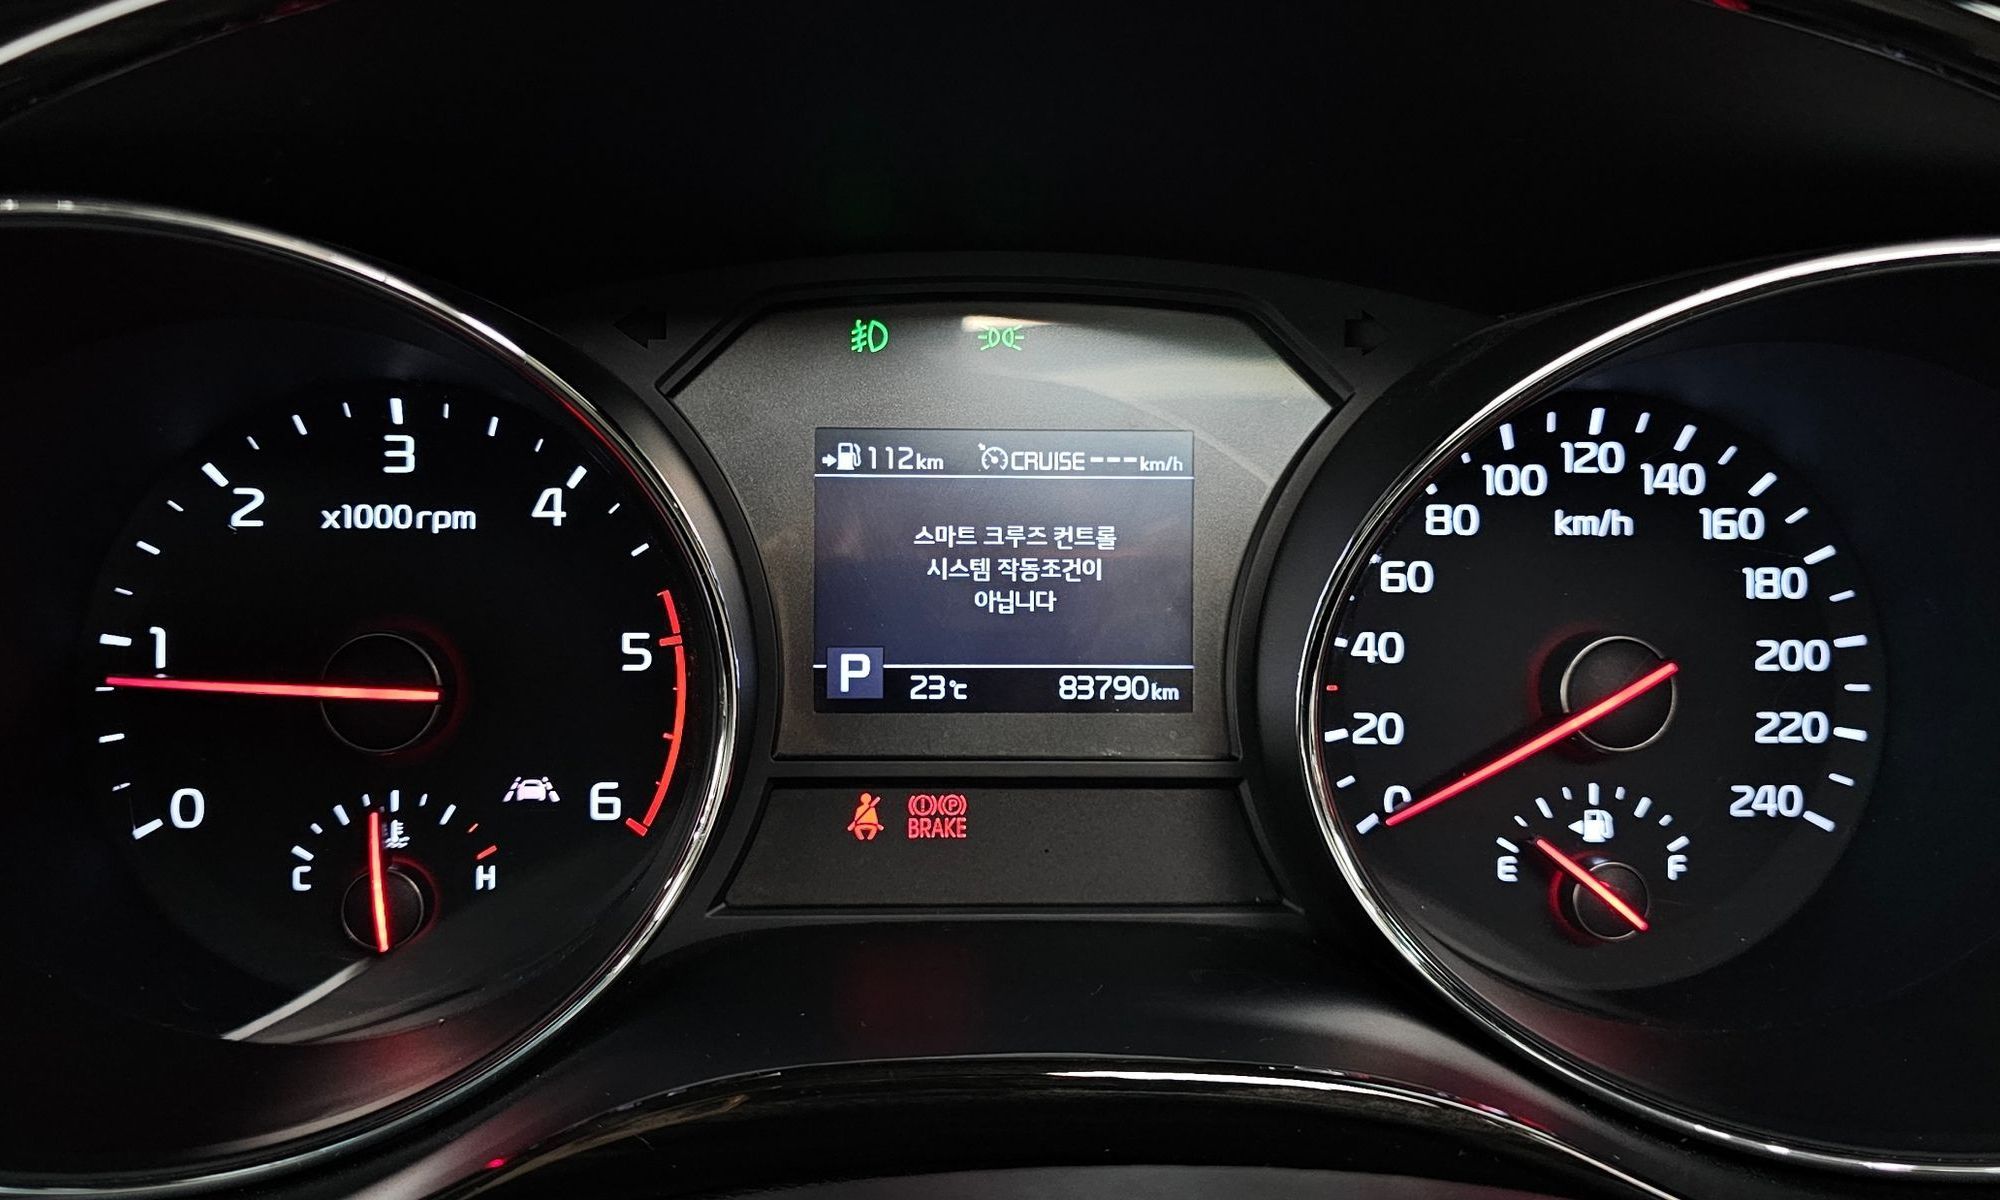 112km CRUISE---km/h
스마트 크루즈 컨트롤
시스템 작동조건이
아닙니다
P 23℃ 83790km
0 1 2 3 4 5 6
x1000rpm
C H
BRAKE
0 20 40 60 80 100 120 140 160 180 200 220 240
km/h
E F